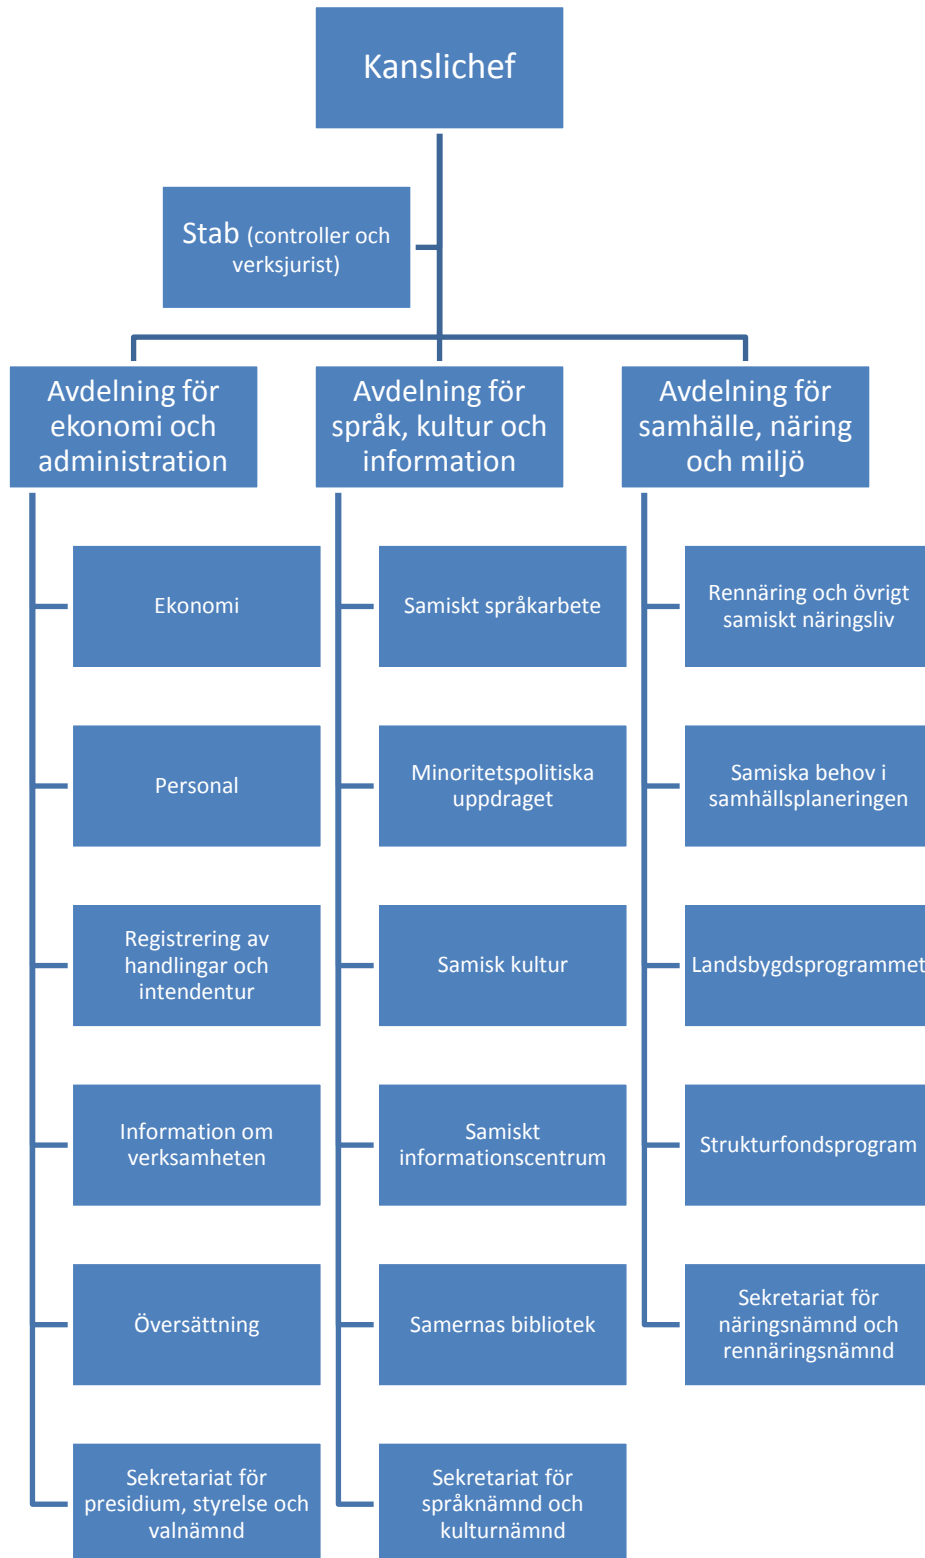 Kanslichef
Stab (controller och
verksjurist)
Avdelning för
ekonomi och
administration
Ekonomi
Personal
Registrering av
handlingar och
intendentur
Information om
verksamheten
Översättning
Sekretariat för
presidium, styrelse och
valnämnd
Avdelning för
språk, kultur och
information
Samiskt språkarbete
Minoritetspolitiska
uppdraget
Samisk kultur
Samiskt
informationscentrum
Samernas bibliotek
Sekretariat för
språknämnd och
kulturnämnd
Avdelning för
samhälle, näring
och miljö
Rennäring och övrigt
samiskt näringsliv
Samiska behov i
samhällsplaneringen
Landsbygdsprogrammet
Strukturfondsprogram
Sekretariat för
näringsnämnd och
rennäringsnämnd